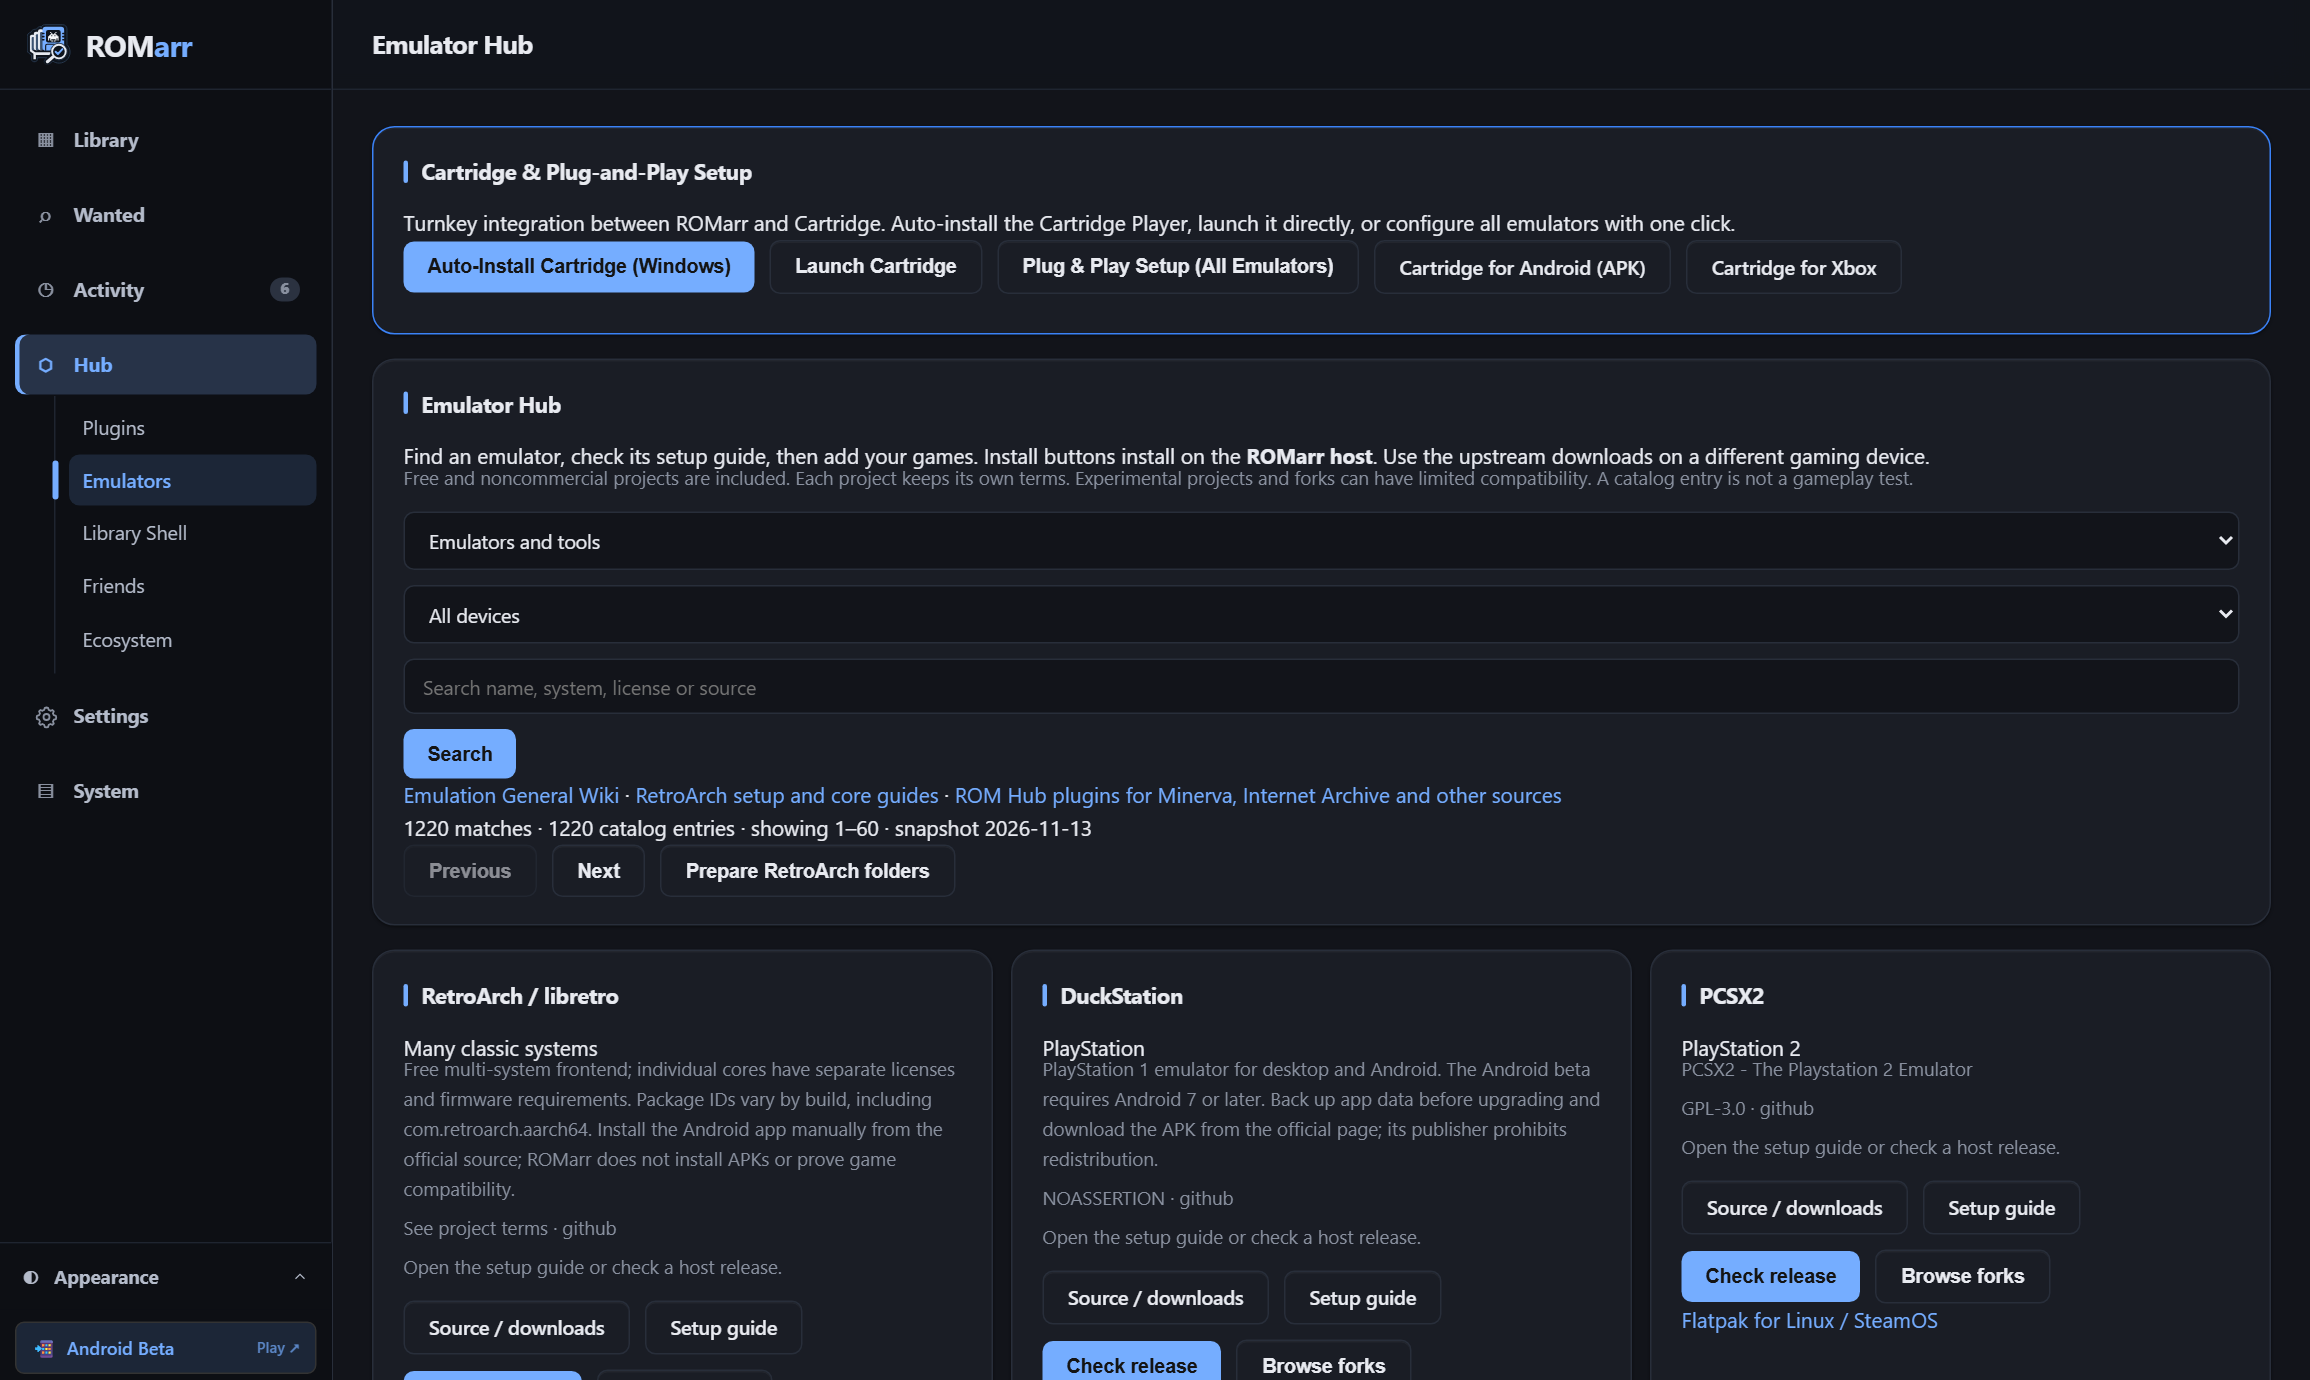 ROMarr
Emulator Hub
Library
Wanted
Activity
6
Hub
Plugins
Emulators
Library Shell
Friends
Ecosystem
Settings
System
Appearance
Android Beta
Play ↗
Cartridge & Plug-and-Play Setup
Turnkey integration between ROMarr and Cartridge. Auto-install the Cartridge Player, launch it directly, or configure all emulators with one click.
Auto-Install Cartridge (Windows)
Launch Cartridge
Plug & Play Setup (All Emulators)
Cartridge for Android (APK)
Cartridge for Xbox
Emulator Hub
Find an emulator, check its setup guide, then add your games. Install buttons install on the ROMarr host. Use the upstream downloads on a different gaming device.
Free and noncommercial projects are included. Each project keeps its own terms. Experimental projects and forks can have limited compatibility. A catalog entry is not a gameplay test.
Emulators and tools
All devices
Search name, system, license or source
Search
Emulation General Wiki · RetroArch setup and core guides · ROM Hub plugins for Minerva, Internet Archive and other sources
1220 matches · 1220 catalog entries · showing 1–60 · snapshot 2026-11-13
Previous
Next
Prepare RetroArch folders
RetroArch / libretro
Many classic systems
Free multi-system frontend; individual cores have separate licenses
and firmware requirements. Package IDs vary by build, including
com.retroarch.aarch64. Install the Android app manually from the
official source; ROMarr does not install APKs or prove game
compatibility.
See project terms · github
Open the setup guide or check a host release.
Source / downloads
Setup guide
DuckStation
PlayStation
PlayStation 1 emulator for desktop and Android. The Android beta
requires Android 7 or later. Back up app data before upgrading and
download the APK from the official page; its publisher prohibits
redistribution.
NOASSERTION · github
Open the setup guide or check a host release.
Source / downloads
Setup guide
Check release
Browse forks
PCSX2
PlayStation 2
PCSX2 - The Playstation 2 Emulator
GPL-3.0 · github
Open the setup guide or check a host release.
Source / downloads
Setup guide
Check release
Browse forks
Flatpak for Linux / SteamOS